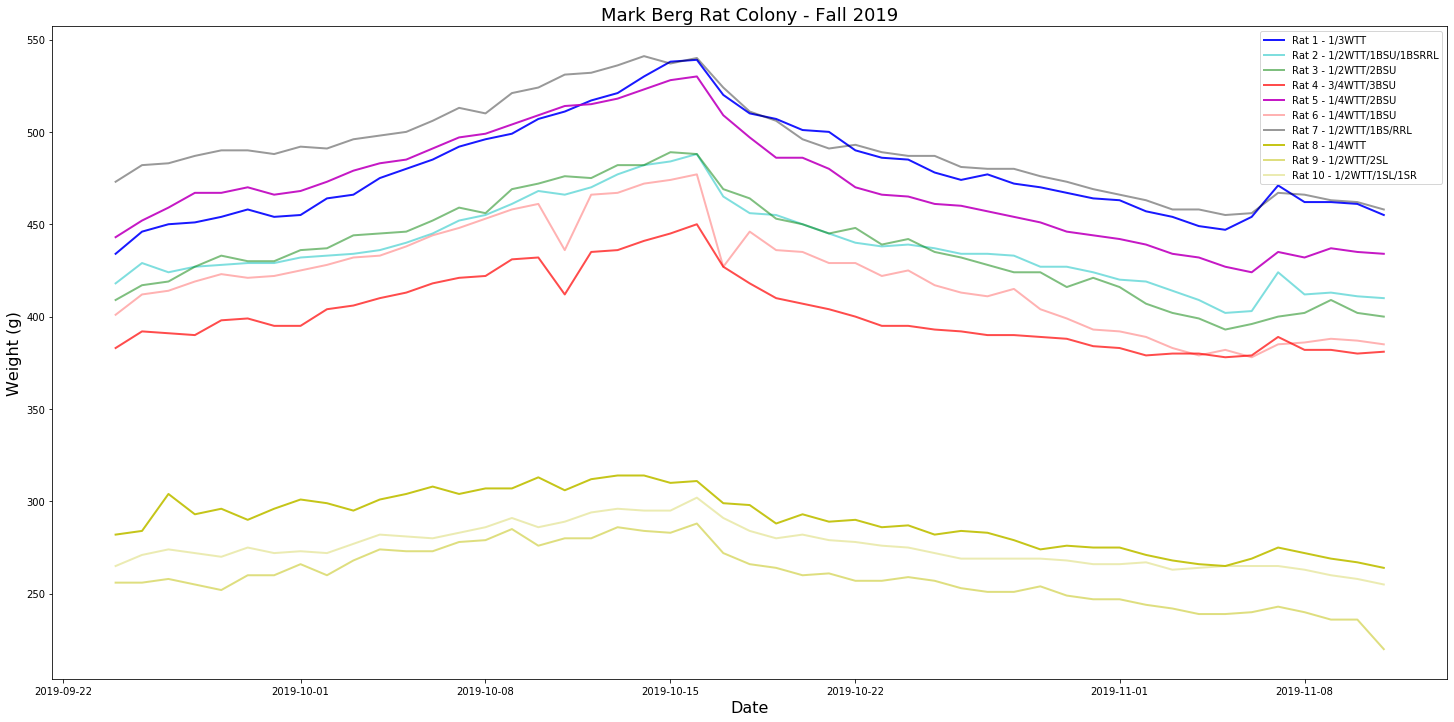 Mark Berg Rat Colony - Fall 2019
550
500
450
400
350
300
250
Weight (g)
Rat 1 - 1/3WTT
Rat 2 - 1/2WTT/1BSU/1BSRRL
Rat 3 - 1/2WTT/2BSU
Rat 4 - 3/4WTT/3BSU
Rat 5 - 1/4WTT/2BSU
Rat 6 - 1/4WTT/1BSU
Rat 7 - 1/2WTT/1BS/RRL
Rat 8 - 1/4WTT
Rat 9 - 1/2WTT/2SL
Rat 10 - 1/2WTT/1SL/1SR
2019-09-22
2019-10-01
2019-10-08
2019-10-15
2019-10-22
2019-11-01
2019-11-08
Date